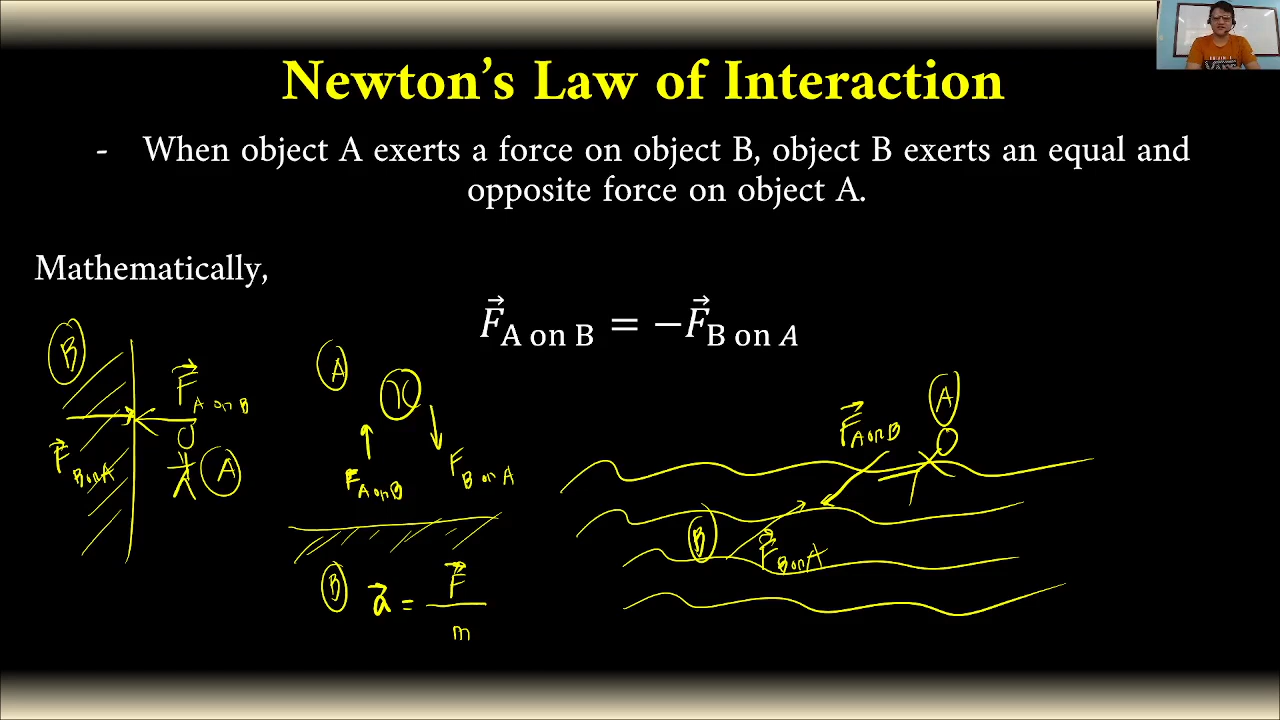 Newton's Law of Interaction
- When object A exerts a force on object B, object B exerts an equal and
opposite force on object A.
Mathematically,
F⃗ A on B = −F⃗ B on A
B
F⃗ A on B
F⃗ B on A
A
A
F A on B
F B on A
B
a⃗ = F⃗ / m
A
F⃗ A on B
B
F⃗ B on A